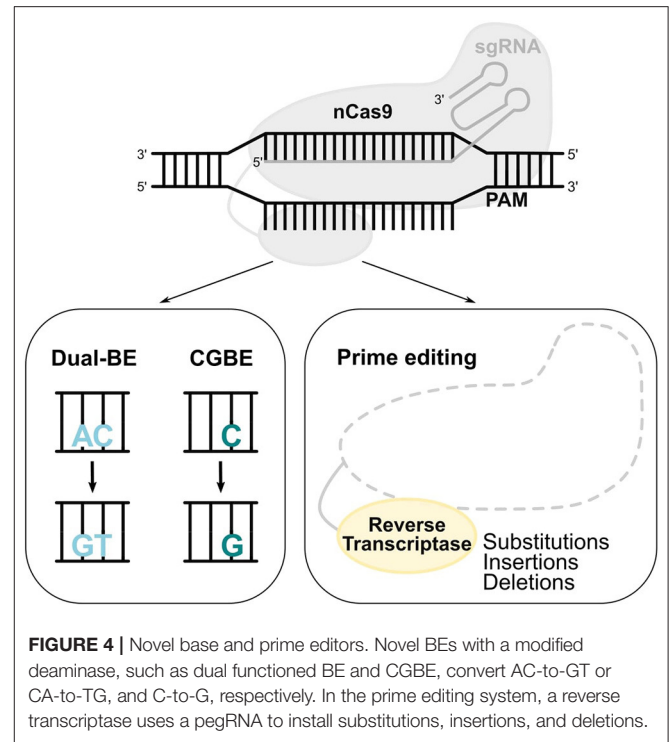 sgRNA
3'
nCas9
3'
5'
5'
5'
3'
PAM
Dual-BE
CGBE
AC
C
GT
G
Prime editing
Reverse
Transcriptase
Substitutions
Insertions
Deletions
FIGURE 4 | Novel base and prime editors. Novel BEs with a modified
deaminase, such as dual functioned BE and CGBE, convert AC-to-GT or
CA-to-TG, and C-to-G, respectively. In the prime editing system, a reverse
transcriptase uses a pegRNA to install substitutions, insertions, and deletions.